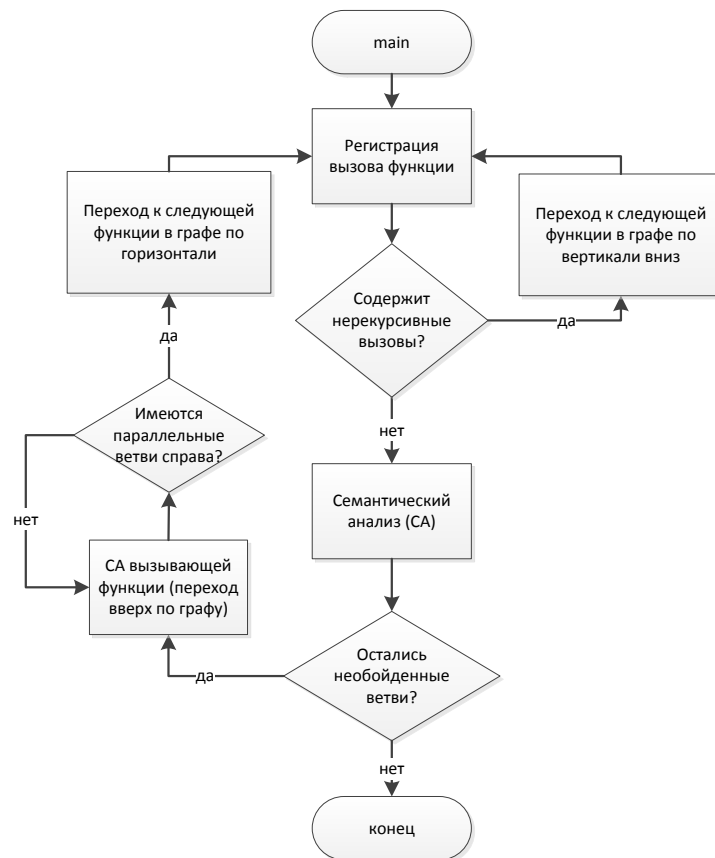 main
Регистрация
вызова функции
Переход к следующей
функции в графе по
горизонтали
Переход к следующей
функции в графе по
вертикали вниз
Содержит
нерекурсивные
вызовы?
да
да
Имеются
параллельные
ветви справа?
нет
нет
Семантический
анализ (СА)
СА вызывающей
функции (переход
вверх по графу)
Остались
необойденные
ветви?
да
нет
конец